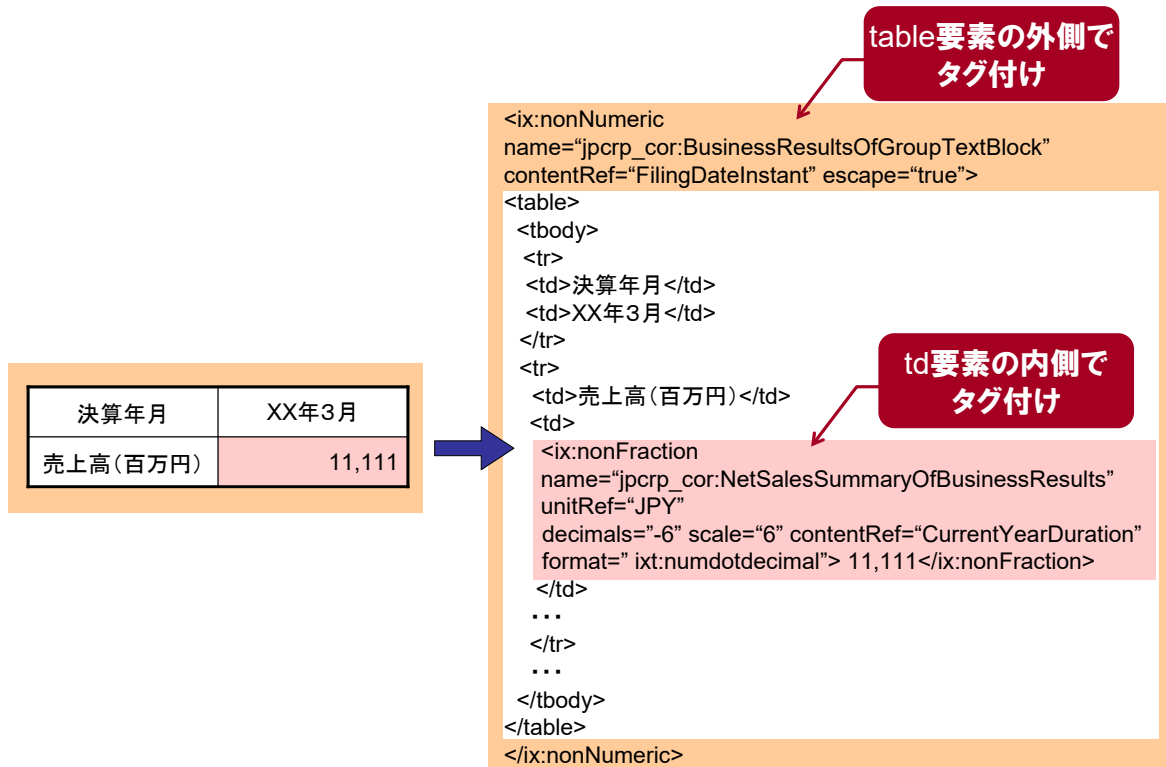 table要素の外側で
タグ付け
<ix:nonNumeric
name=“jpcrp_cor:BusinessResultsOfGroupTextBlock”
contentRef=“FilingDateInstant” escape=“true”>
<table>
<tbody>
<tr>
<td>決算年月</td>
<td>XX年3月</td>
</tr>
<tr>
<td>売上高(百万円)</td>
<td>
td要素の内側で
タグ付け
<ix:nonFraction
name=“jpcrp_cor:NetSalesSummaryOfBusinessResults”
unitRef=“JPY”
decimals=”-6” scale=“6” contentRef=“CurrentYearDuration”
format=” ixt:numdotdecimal”> 11,111</ix:nonFraction>
</td>
・・・
</tr>
・・・
</tbody>
</table>
</ix:nonNumeric>
決算年月 XX年3月
売上高(百万円) 11,111